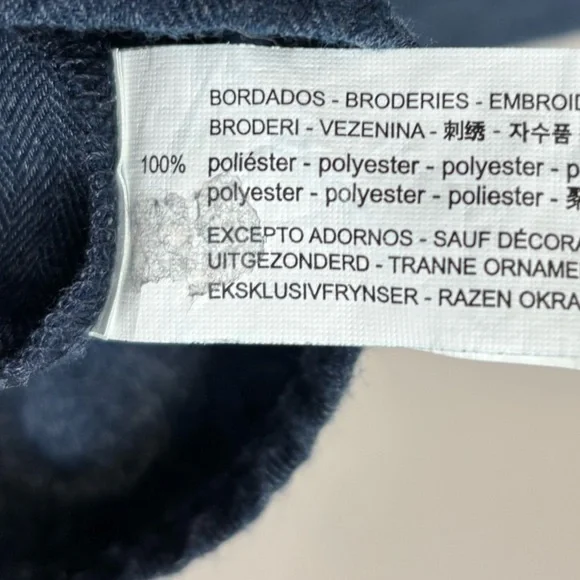 BORDADOS - BRODERIES - EMBROID
BRODERI - VEZENINA - 刺绣 - 자수품
100% poliéster - polyester - polyester - p
polyester - polyester - poliester - 聚
EXCEPTO ADORNOS - SAUF DÉCORA
UITGEZONDERD - TRANNE ORNAME
EKSKLUSIVFRYNSER - RAZEN OKRA